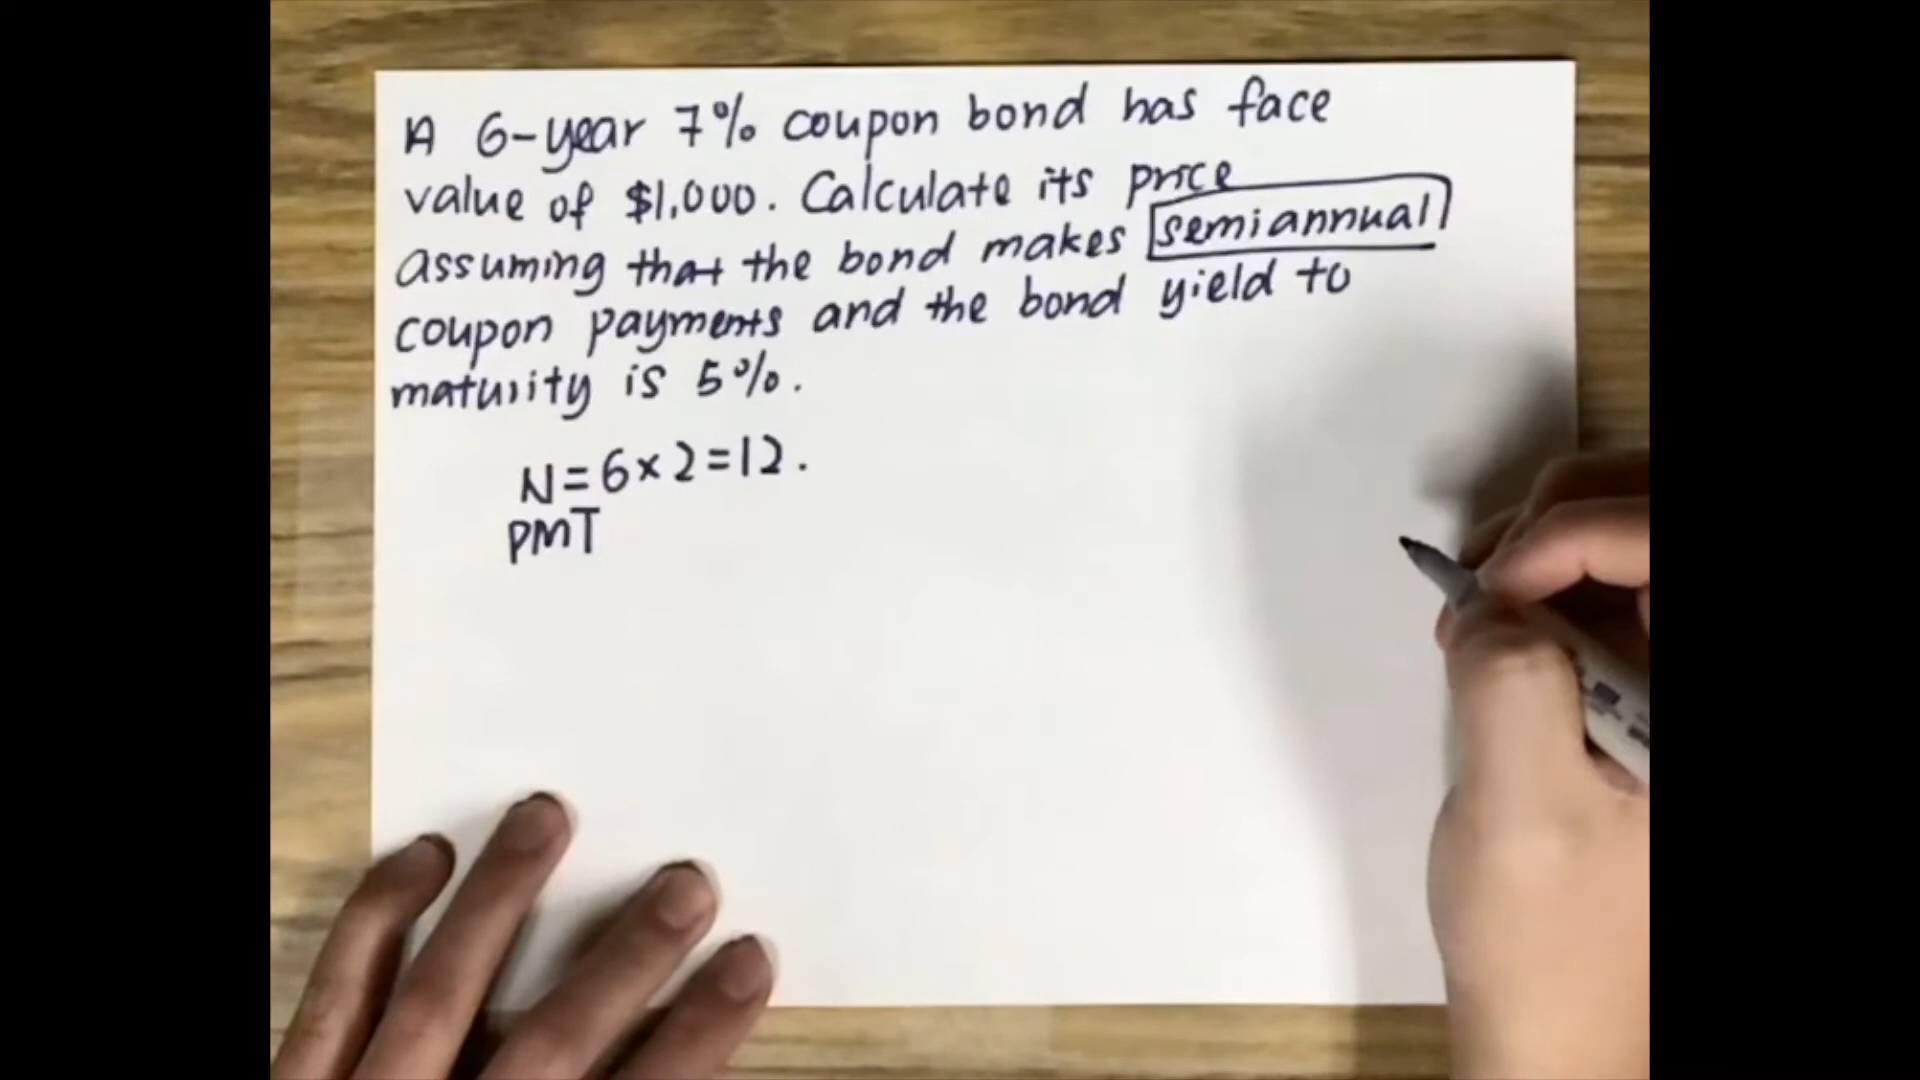 A 6-year 7% coupon bond has face
value of $1,000. Calculate its price
assuming that the bond makes semiannual
coupon payments and the bond yield to
maturity is 5%.
N=6×2=12.
PMT